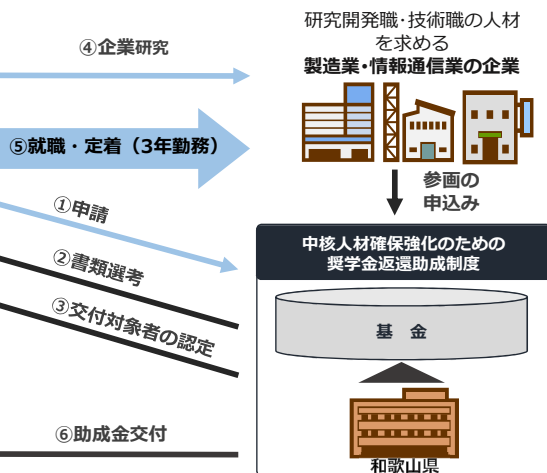 研究開発職・技術職の人材
を求める
製造業・情報通信業の企業
④企業研究
⑤就職・定着（3年勤務）
参画の
申込み
①申請
②書類選考
③交付対象者の認定
中核人材確保強化のための
奨学金返還助成制度
基 金
⑥助成金交付
和歌山県